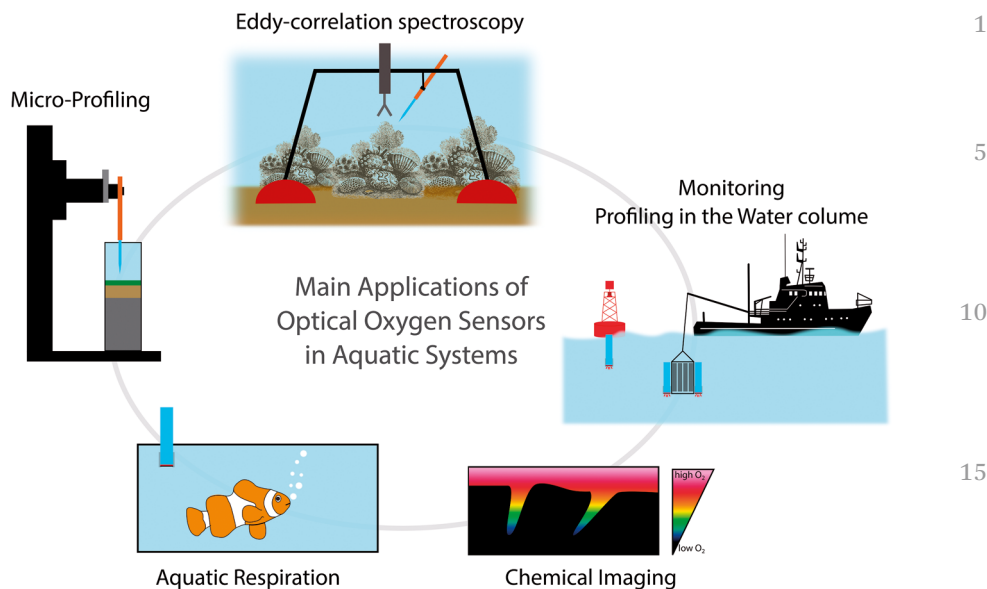 Eddy-correlation spectroscopy
1
Micro-Profiling
5
Monitoring
Profiling in the Water colume
Main Applications of
Optical Oxygen Sensors
in Aquatic Systems
10
high O₂
15
low O₂
Aquatic Respiration
Chemical Imaging